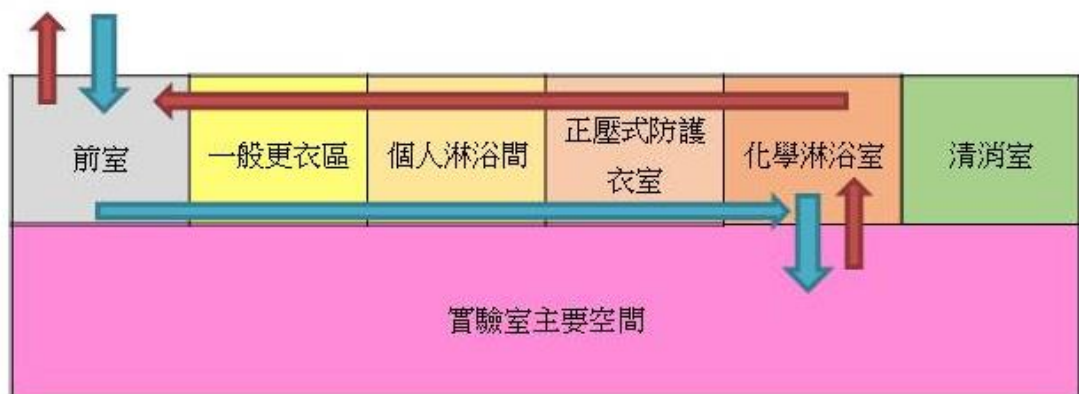 前室
一般更衣區
個人淋浴間
正壓式防護
衣室
化學淋浴室
清消室
實驗室主要空間